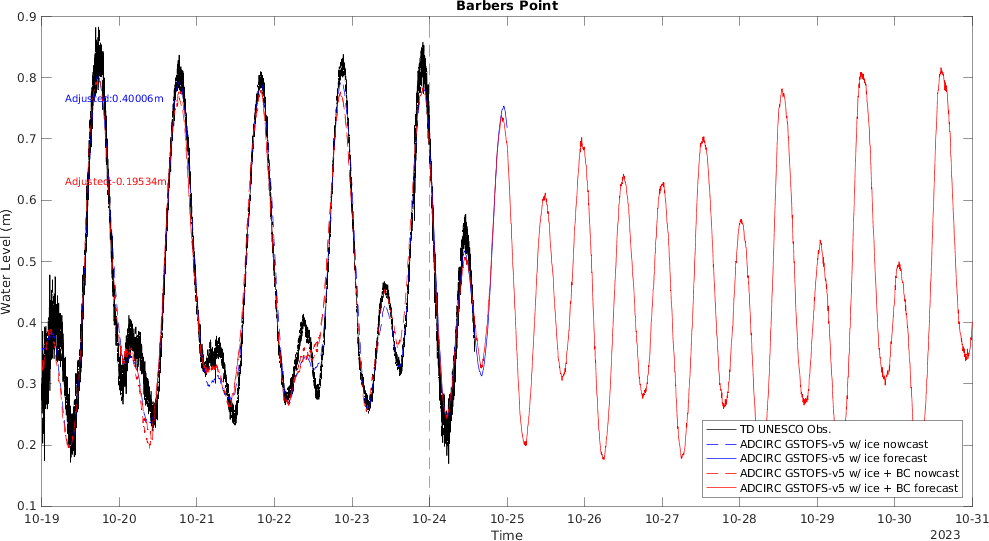 Barbers Point
0.9
0.8
0.7
0.6
0.5
0.4
0.3
0.2
0.1
Water Level (m)
Adjusted:0.40006m
Adjusted:-0.19534m
TD UNESCO Obs.
ADCIRC GSTOFS-v5 w/ ice nowcast
ADCIRC GSTOFS-v5 w/ ice forecast
ADCIRC GSTOFS-v5 w/ ice + BC nowcast
ADCIRC GSTOFS-v5 w/ ice + BC forecast
10-19 10-20 10-21 10-22 10-23 10-24 10-25 10-26 10-27 10-28 10-29 10-30 10-31
Time
2023